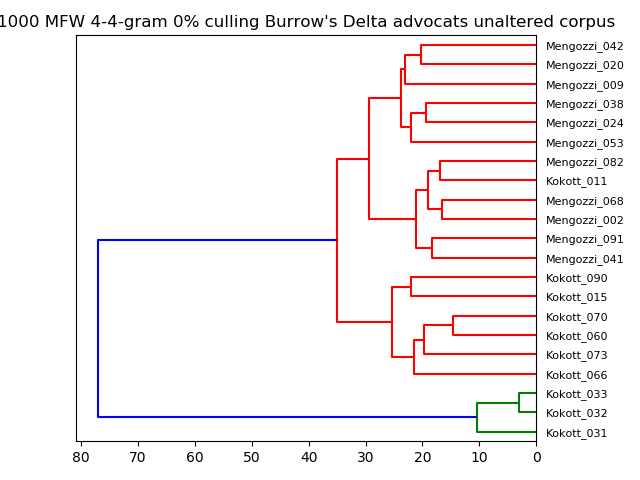 1000 MFW 4-4-gram 0% culling Burrow's Delta advocats unaltered corpus
Mengozzi_042
Mengozzi_020
Mengozzi_009
Mengozzi_038
Mengozzi_024
Mengozzi_053
Mengozzi_082
Kokott_011
Mengozzi_068
Mengozzi_002
Mengozzi_091
Mengozzi_041
Kokott_090
Kokott_015
Kokott_070
Kokott_060
Kokott_073
Kokott_066
Kokott_033
Kokott_032
Kokott_031
80 70 60 50 40 30 20 10 0